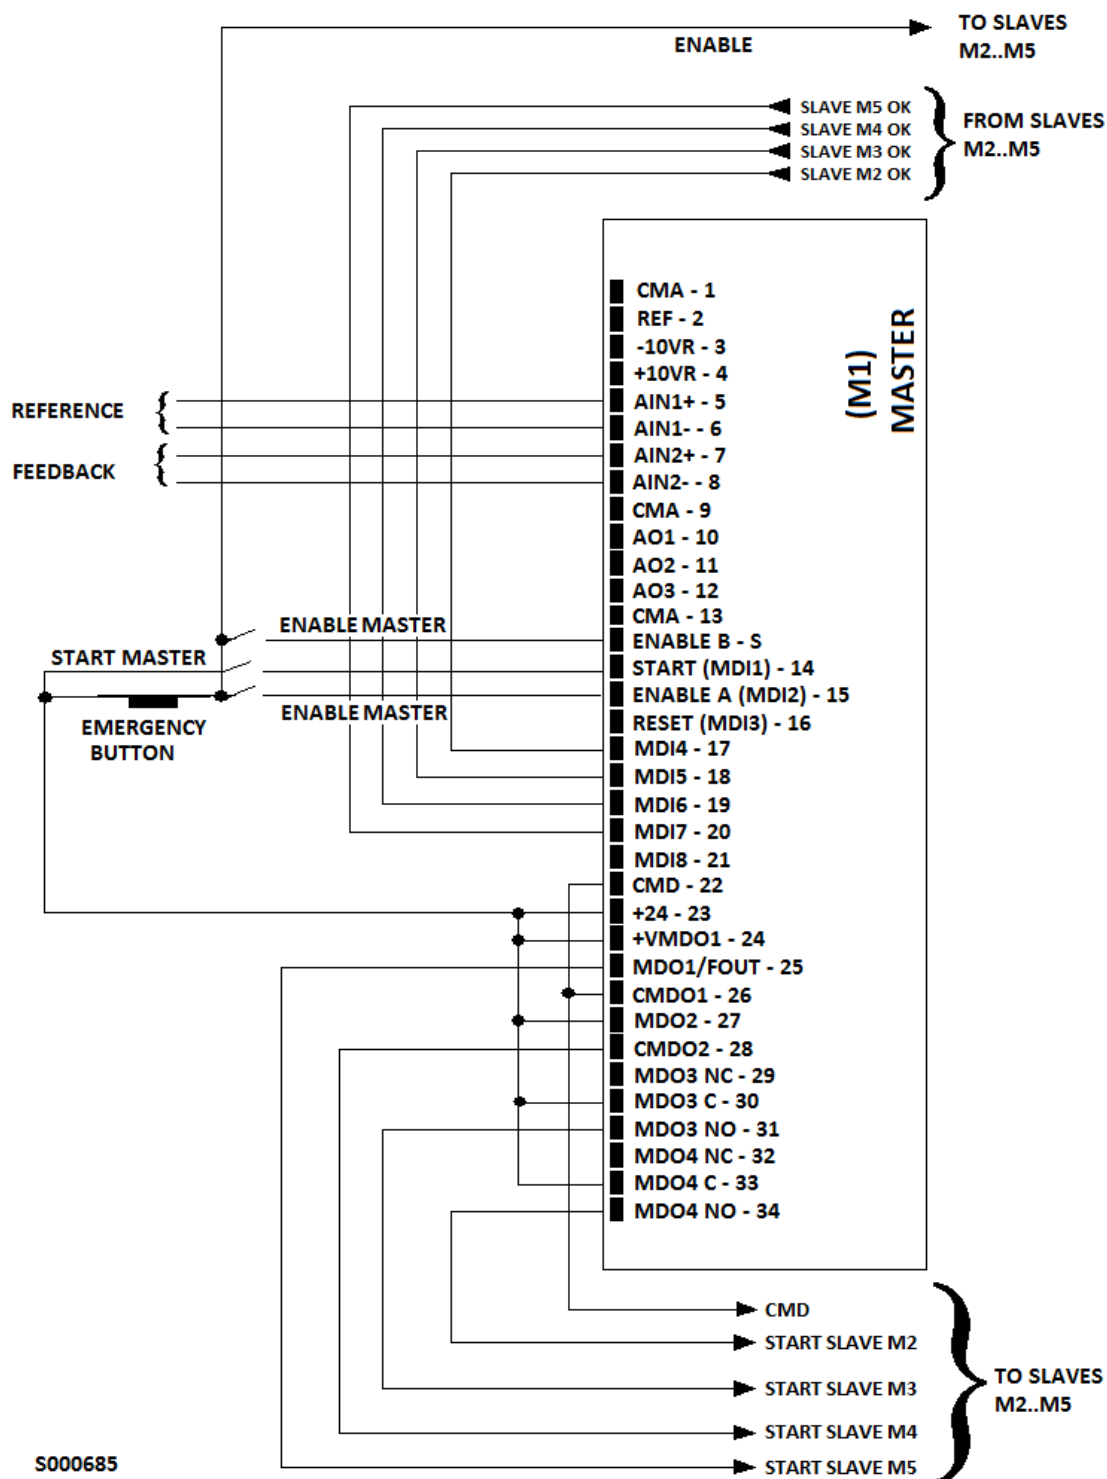 TO SLAVES
M2..M5
ENABLE
SLAVE M5 OK
SLAVE M4 OK
SLAVE M3 OK
SLAVE M2 OK
FROM SLAVES
M2..M5
(M1)
MASTER
CMA - 1
REF - 2
-10VR - 3
+10VR - 4
REFERENCE
AIN1+ - 5
AIN1- - 6
FEEDBACK
AIN2+ - 7
AIN2- - 8
CMA - 9
AO1 - 10
AO2 - 11
AO3 - 12
CMA - 13
ENABLE MASTER
ENABLE B - S
START MASTER
START (MDI1) - 14
ENABLE A (MDI2) - 15
ENABLE MASTER
EMERGENCY
BUTTON
RESET (MDI3) - 16
MDI4 - 17
MDI5 - 18
MDI6 - 19
MDI7 - 20
MDI8 - 21
CMD - 22
+24 - 23
+VMDO1 - 24
MDO1/FOUT - 25
CMDO1 - 26
MDO2 - 27
CMDO2 - 28
MDO3 NC - 29
MDO3 C - 30
MDO3 NO - 31
MDO4 NC - 32
MDO4 C - 33
MDO4 NO - 34
CMD
START SLAVE M2
START SLAVE M3
START SLAVE M4
START SLAVE M5
TO SLAVES
M2..M5
S000685